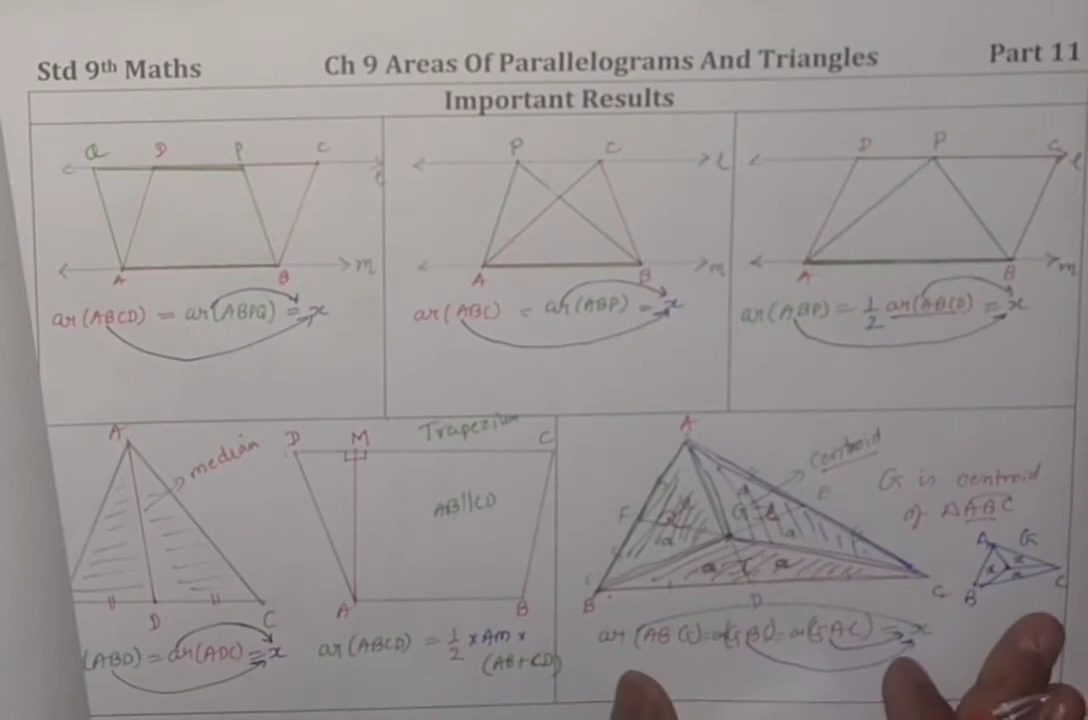 Std 9th Maths Ch 9 Areas Of Parallelograms And Triangles Part 11
Important Results
Q D P C l
A B m
ar(ABCD) = ar(ABPQ) = x
P C l
A B m
ar(ABC) = ar(ABP) = x
D P C l
A B m
ar(ABP) = 1/2 ar(ABCD) = x
A median
D C
(ABD) = ar(ADC) = x
D M Trapezium C
AB||CD
A B
ar(ABCD) = 1/2 × AM ×
(AB+CD)
A centroid
F G E
a a
a a
B D C
G is centroid
of ΔABC
A G
x x
x
B C